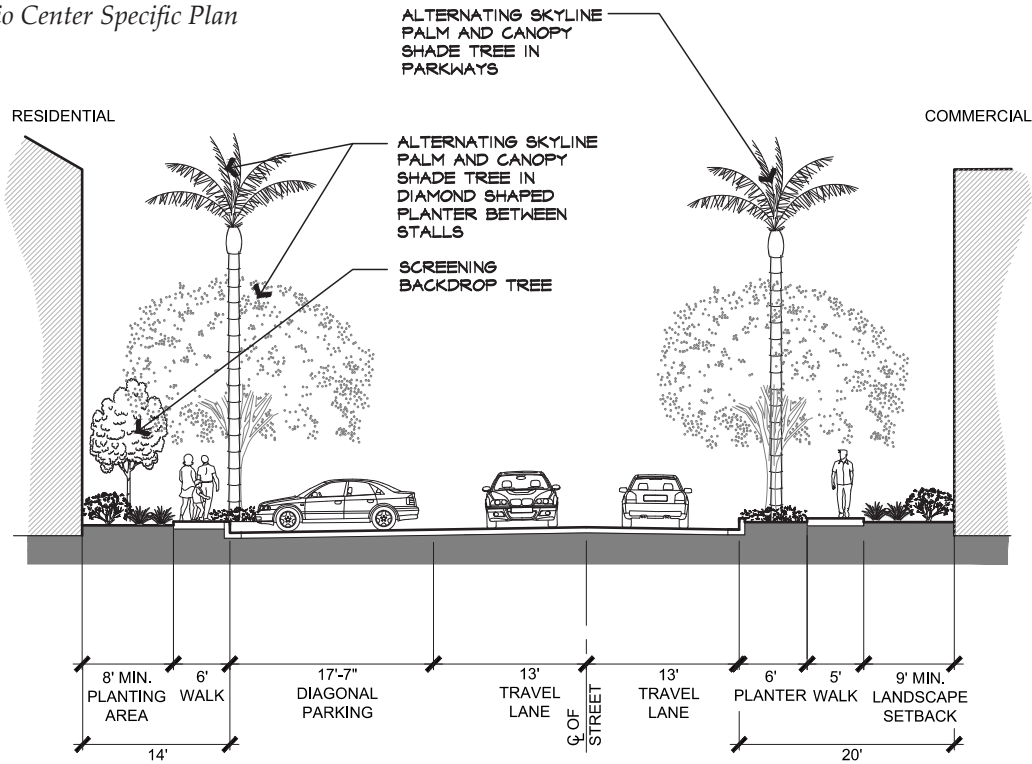 io Center Specific Plan
ALTERNATING SKYLINE
PALM AND CANOPY
SHADE TREE IN
PARKWAYS
RESIDENTIAL
COMMERCIAL
ALTERNATING SKYLINE
PALM AND CANOPY
SHADE TREE IN
DIAMOND SHAPED
PLANTER BETWEEN
STALLS
SCREENING
BACKDROP TREE
8' MIN.
PLANTING
AREA
6'
WALK
17'-7"
DIAGONAL
PARKING
13'
TRAVEL
LANE
℄ OF
STREET
13'
TRAVEL
LANE
6'
PLANTER
5'
WALK
9' MIN.
LANDSCAPE
SETBACK
14'
20'